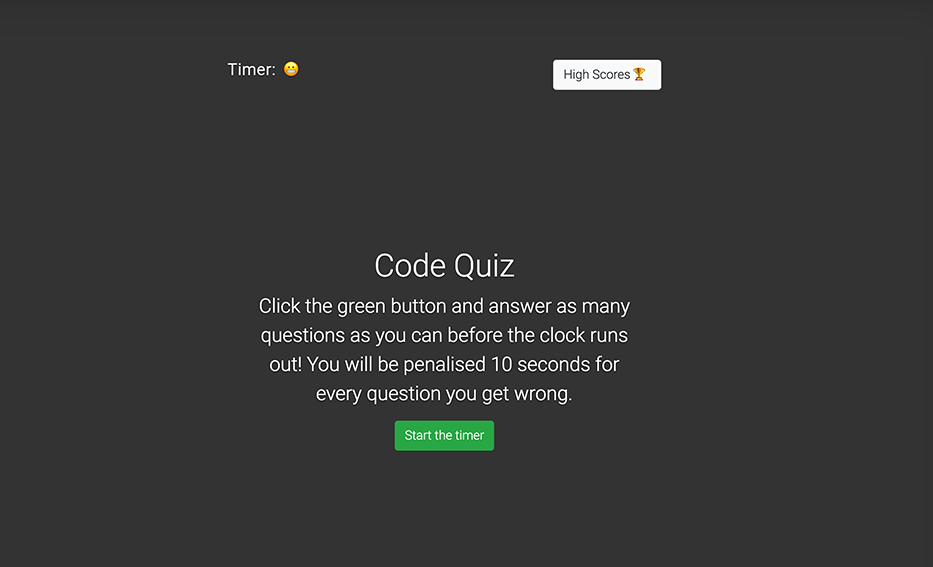 Timer: 😬
High Scores 🏆
Code Quiz
Click the green button and answer as many
questions as you can before the clock runs
out! You will be penalised 10 seconds for
every question you get wrong.
Start the timer